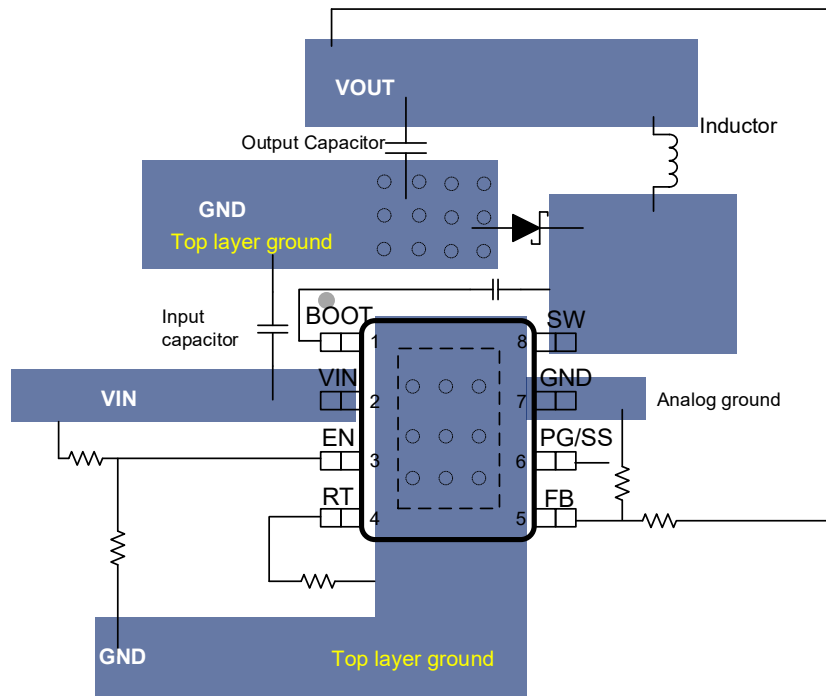 VOUT
Inductor
Output Capacitor
GND
Top layer ground
Input
capacitor
BOOT
SW
1
8
VIN
VIN
GND
2
7
Analog ground
EN
PG/SS
3
6
RT
FB
4
5
GND
Top layer ground